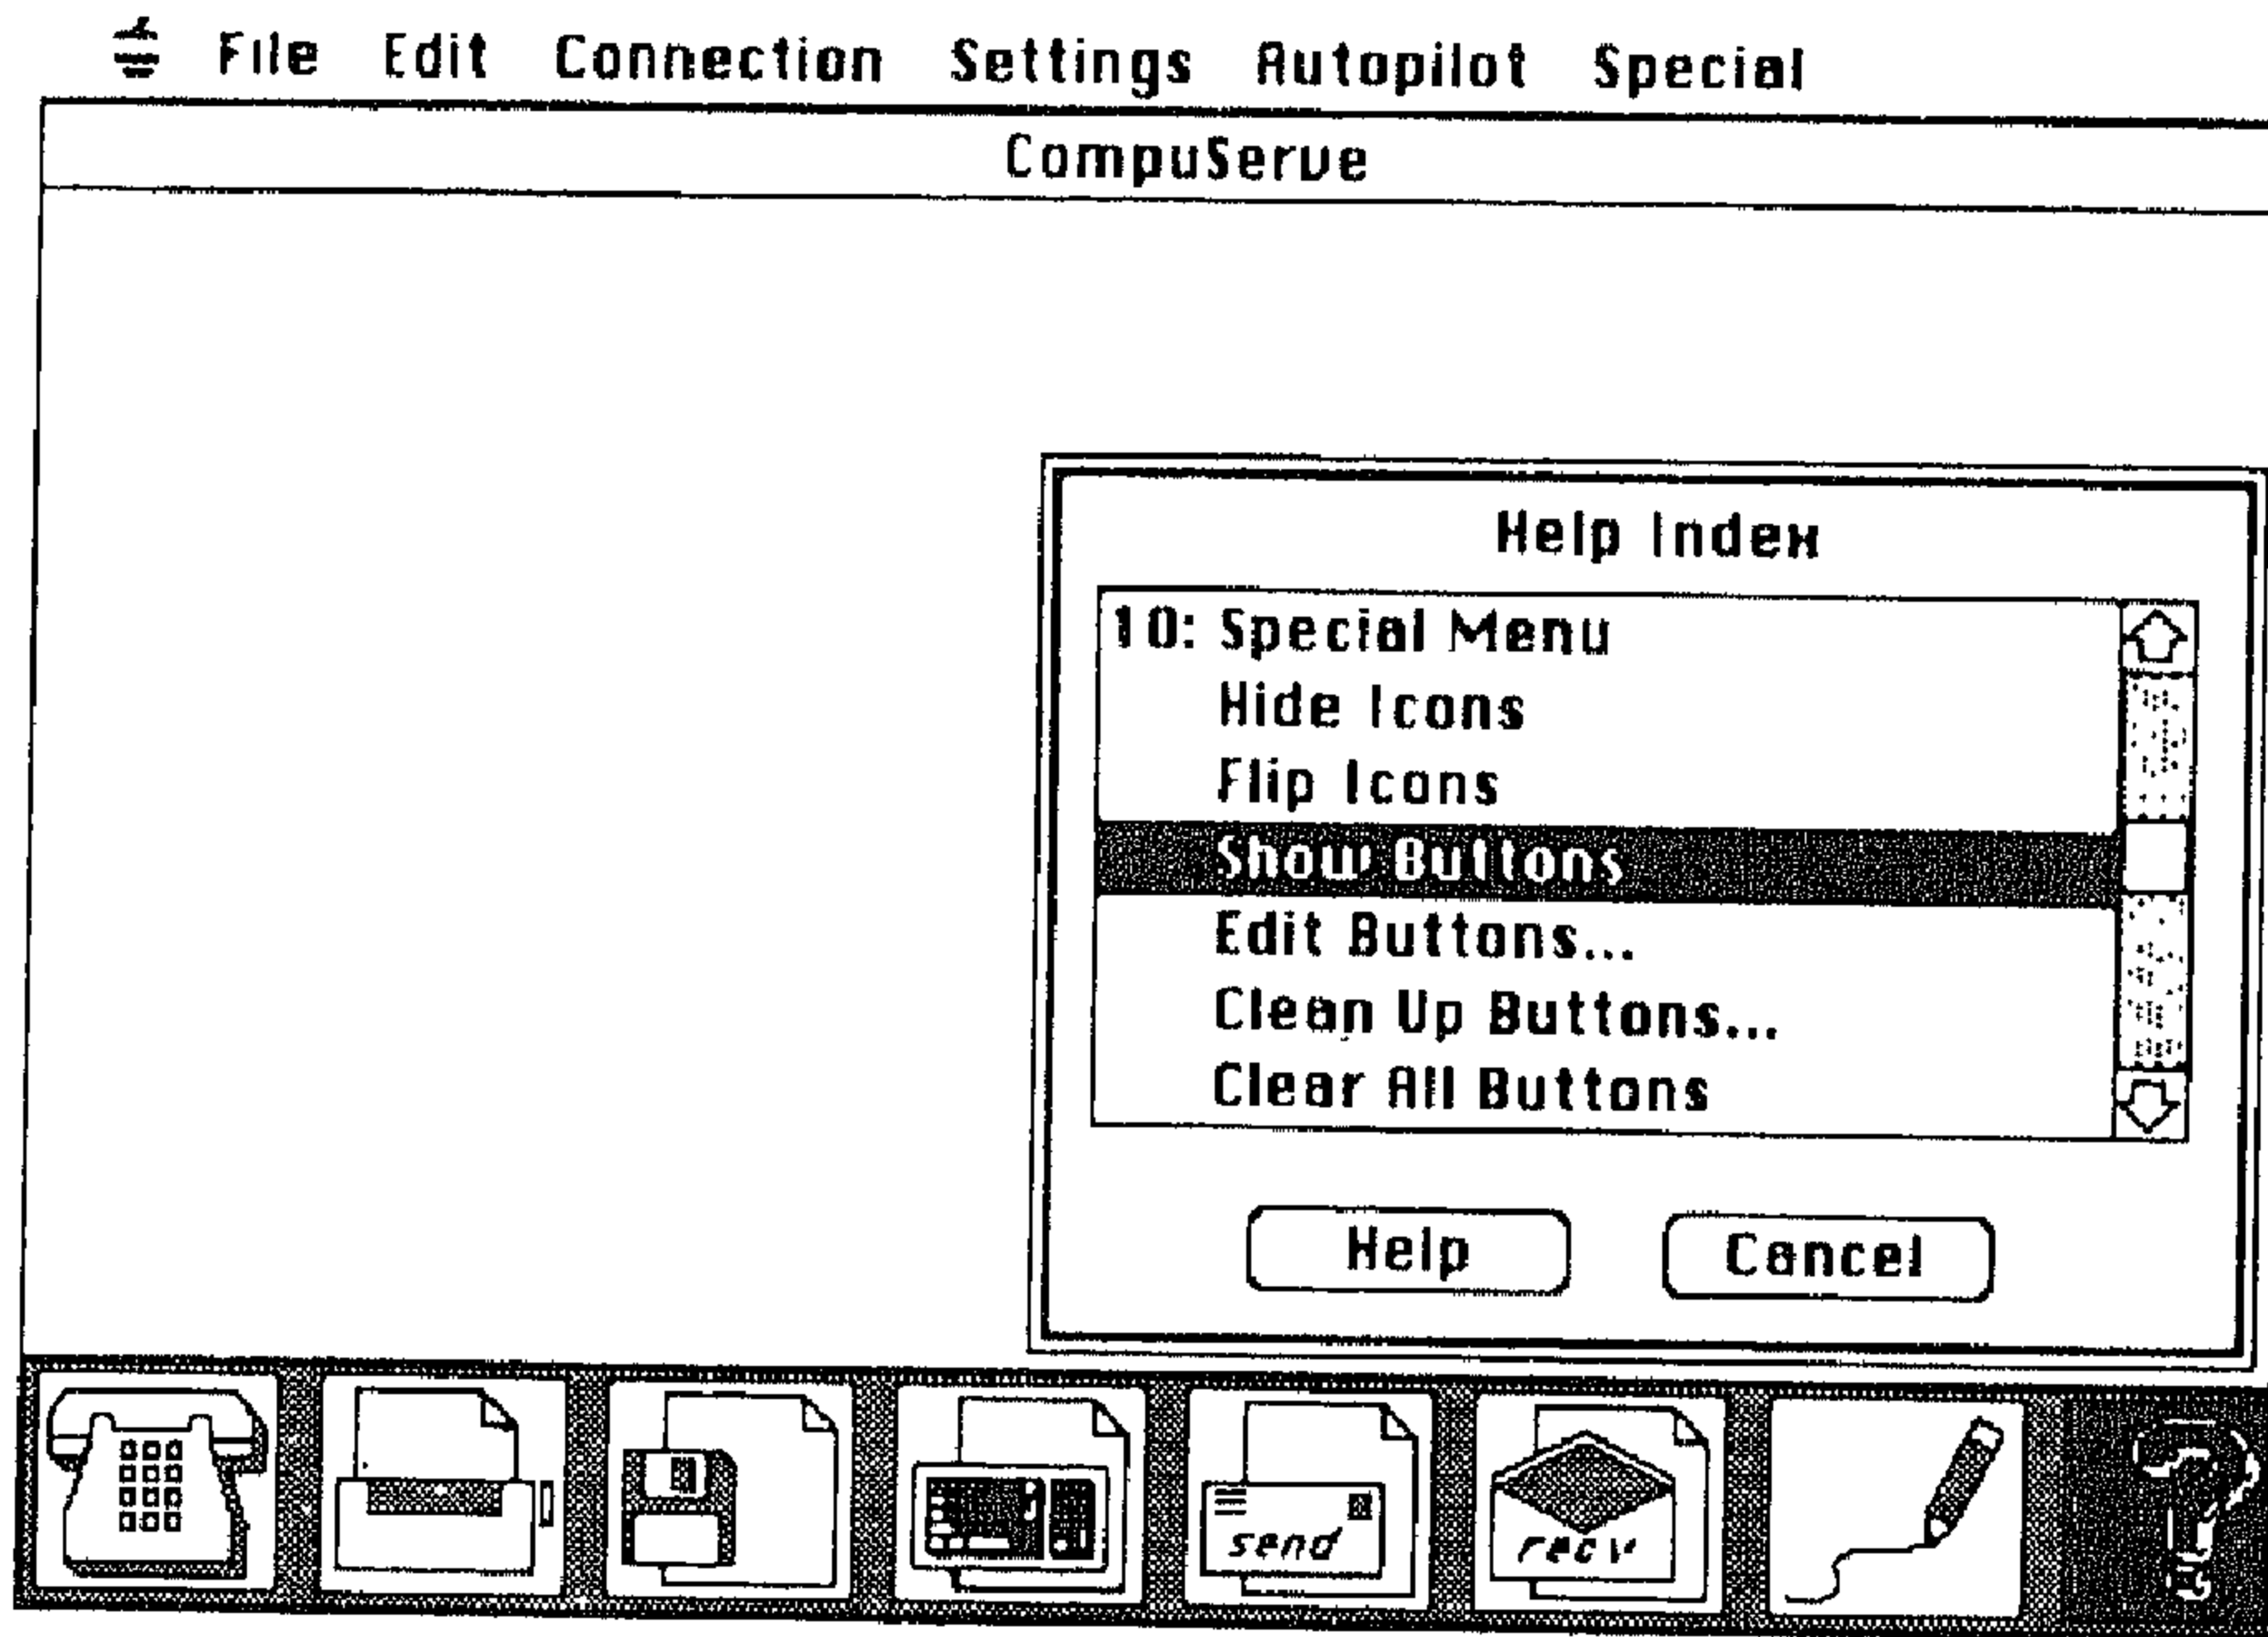 File Edit Connection Settings Autopilot Special
CompuServe
Help Index
10: Special Menu
Hide Icons
Flip Icons
Show Buttons
Edit Buttons...
Clean Up Buttons...
Clear All Buttons
Help Cancel
send recv